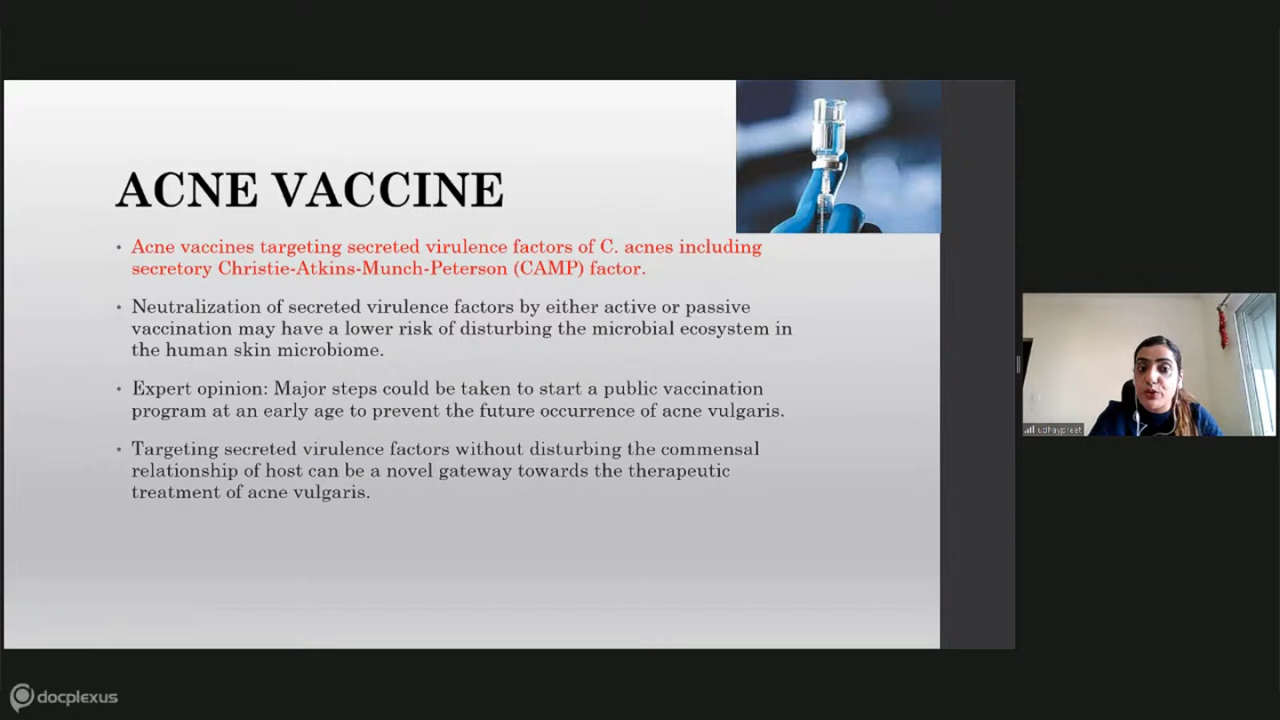 ACNE VACCINE
• Acne vaccines targeting secreted virulence factors of C. acnes including
secretory Christie-Atkins-Munch-Peterson (CAMP) factor.
• Neutralization of secreted virulence factors by either active or passive
vaccination may have a lower risk of disturbing the microbial ecosystem in
the human skin microbiome.
• Expert opinion: Major steps could be taken to start a public vaccination
program at an early age to prevent the future occurrence of acne vulgaris.
• Targeting secreted virulence factors without disturbing the commensal
relationship of host can be a novel gateway towards the therapeutic
treatment of acne vulgaris.
udhaypreet
docplexus